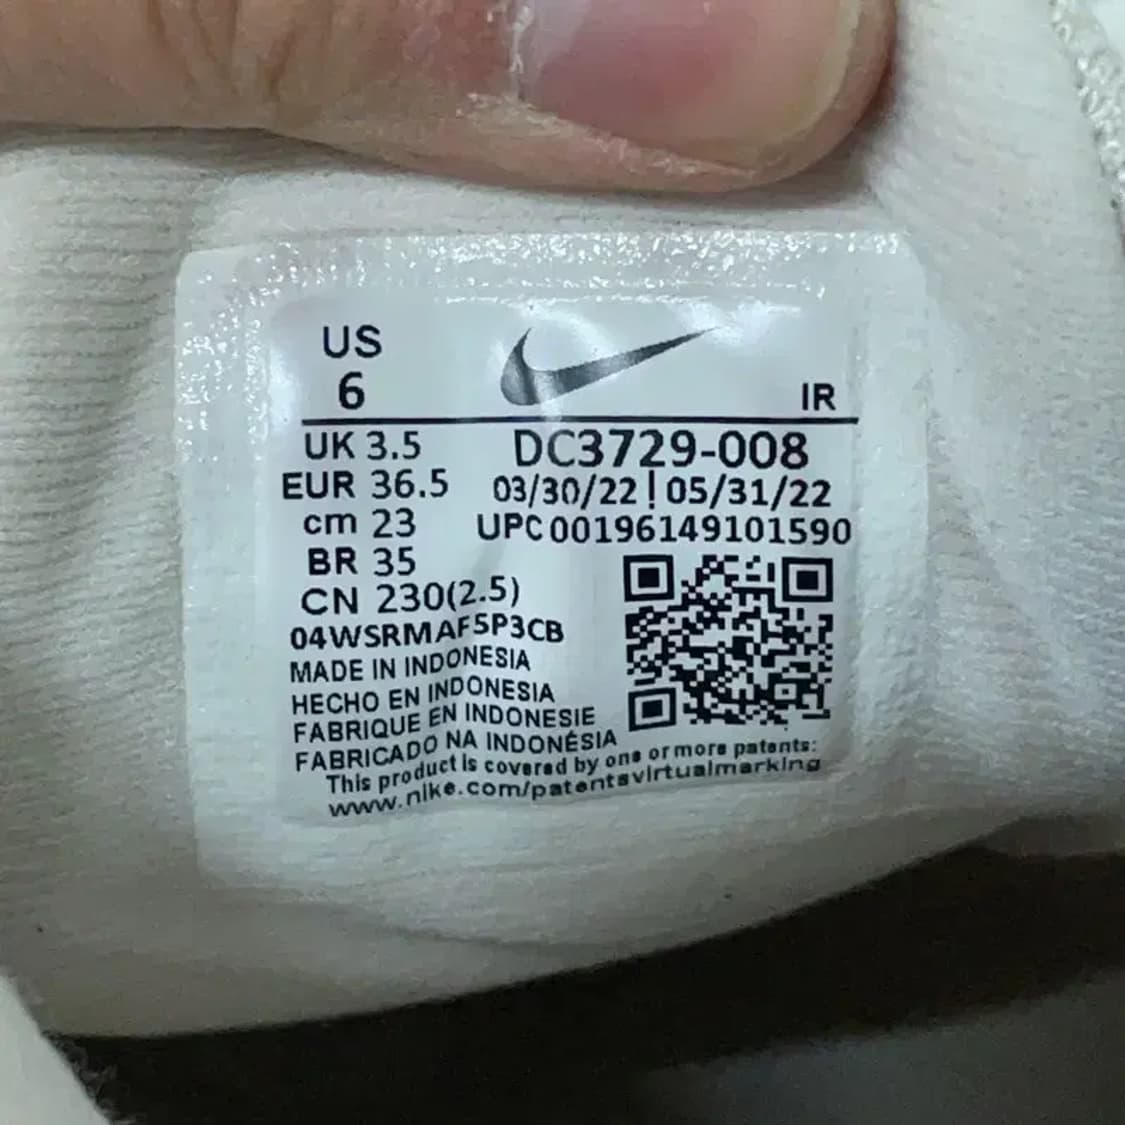 US
6
IR
UK 3.5
DC3729-008
EUR 36.5
03/30/22 | 05/31/22
cm 23
UPC 00196149101590
BR 35
CN 230(2.5)
04WSRMAF5P3CB
MADE IN INDONESIA
HECHO EN INDONESIA
FABRIQUE EN INDONESIE
FABRICADO NA INDONÉSIA
This product is covered by one or more patents:
www.nike.com/patentsvirtualmarking